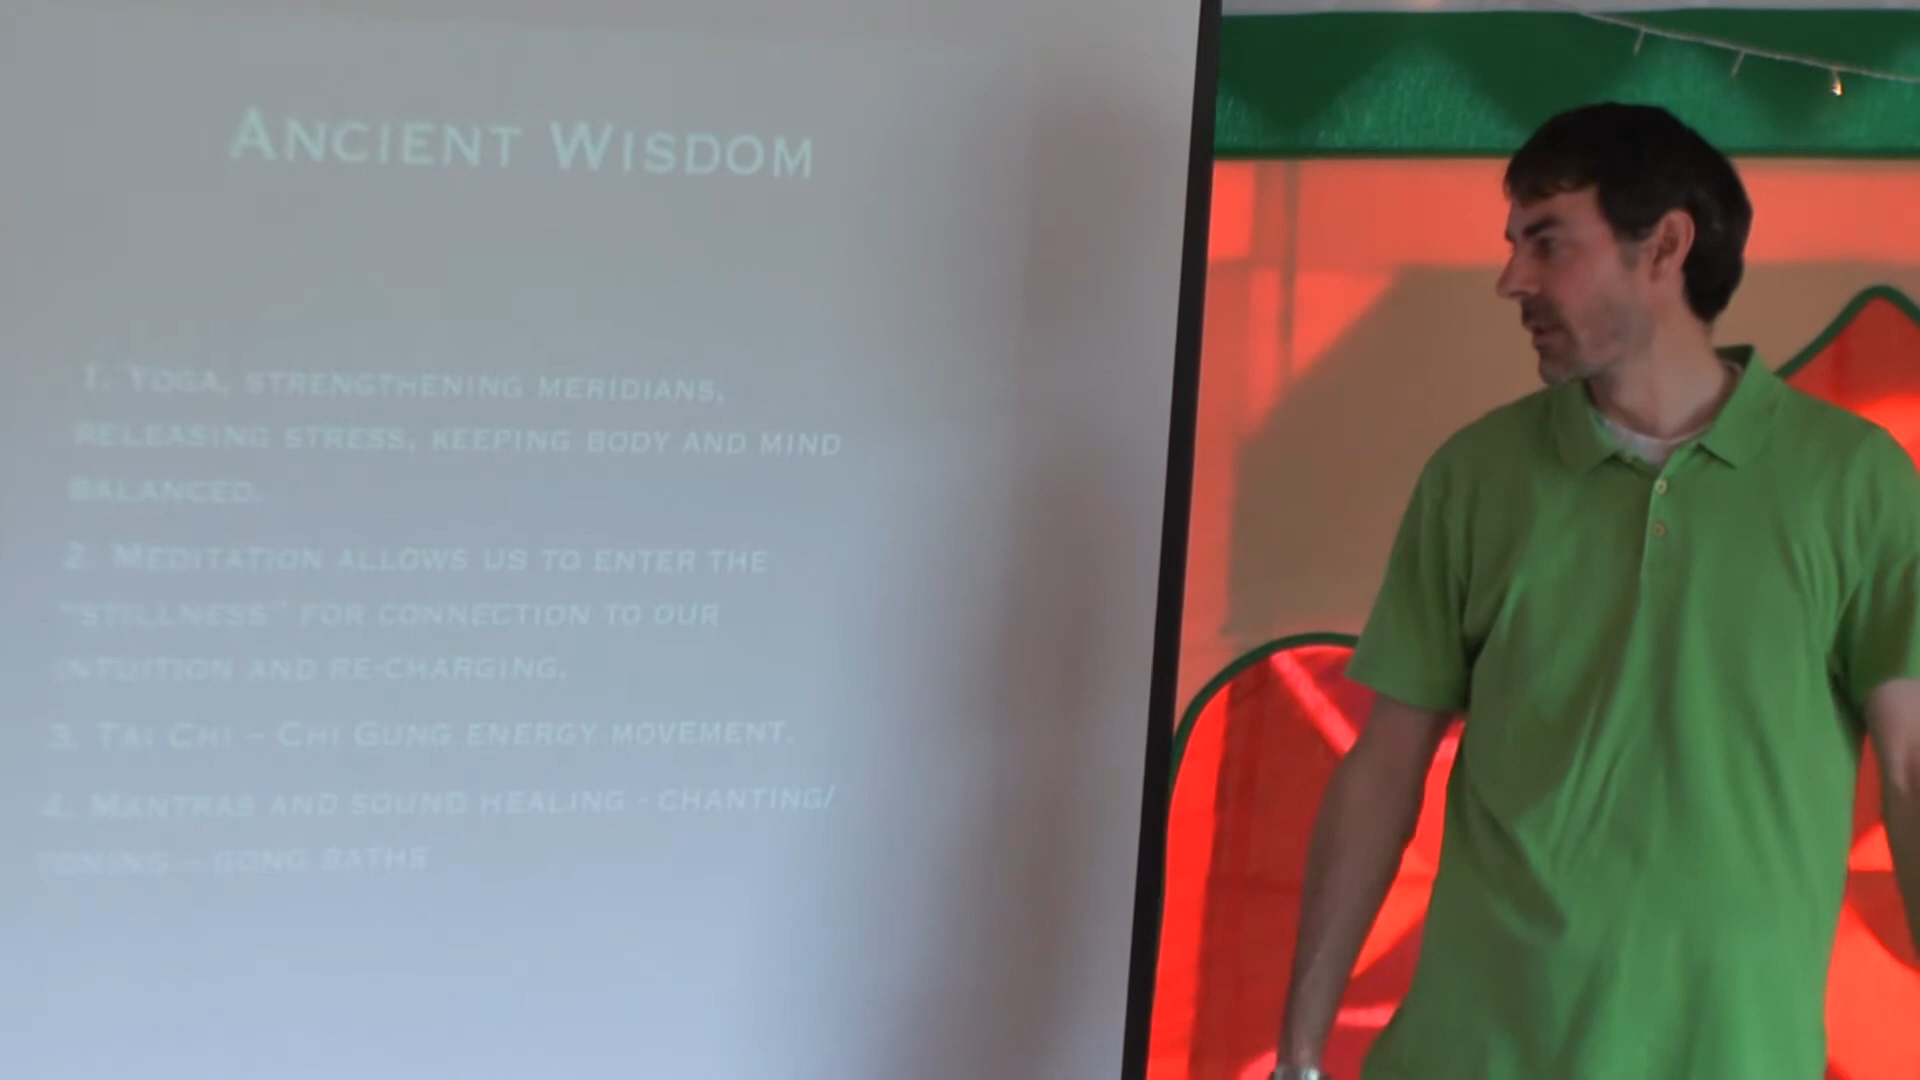 ANCIENT WISDOM
1. YOGA, STRENGTHENING MERIDIANS,
RELEASING STRESS, KEEPING BODY AND MIND
BALANCED.
2. MEDITATION ALLOWS US TO ENTER THE
"STILLNESS" FOR CONNECTION TO OUR
INTUITION AND RE-CHARGING.
3. TAI CHI – CHI GUNG ENERGY MOVEMENT.
4. MANTRAS AND SOUND HEALING - CHANTING/
TONING – GONG BATHS